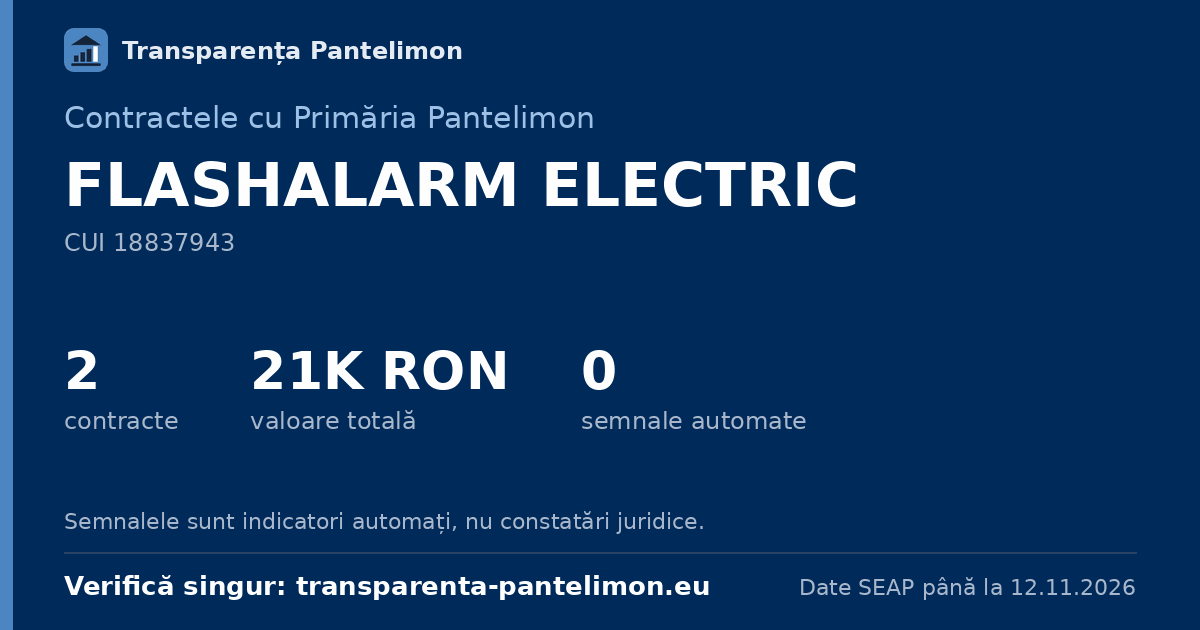 Transparența Pantelimon
Contractele cu Primăria Pantelimon
FLASHALARM ELECTRIC
CUI 18837943
2
contracte
21K RON
valoare totală
0
semnale automate
Semnalele sunt indicatori automați, nu constatări juridice.
Verifică singur: transparenta-pantelimon.eu
Date SEAP până la 12.11.2026